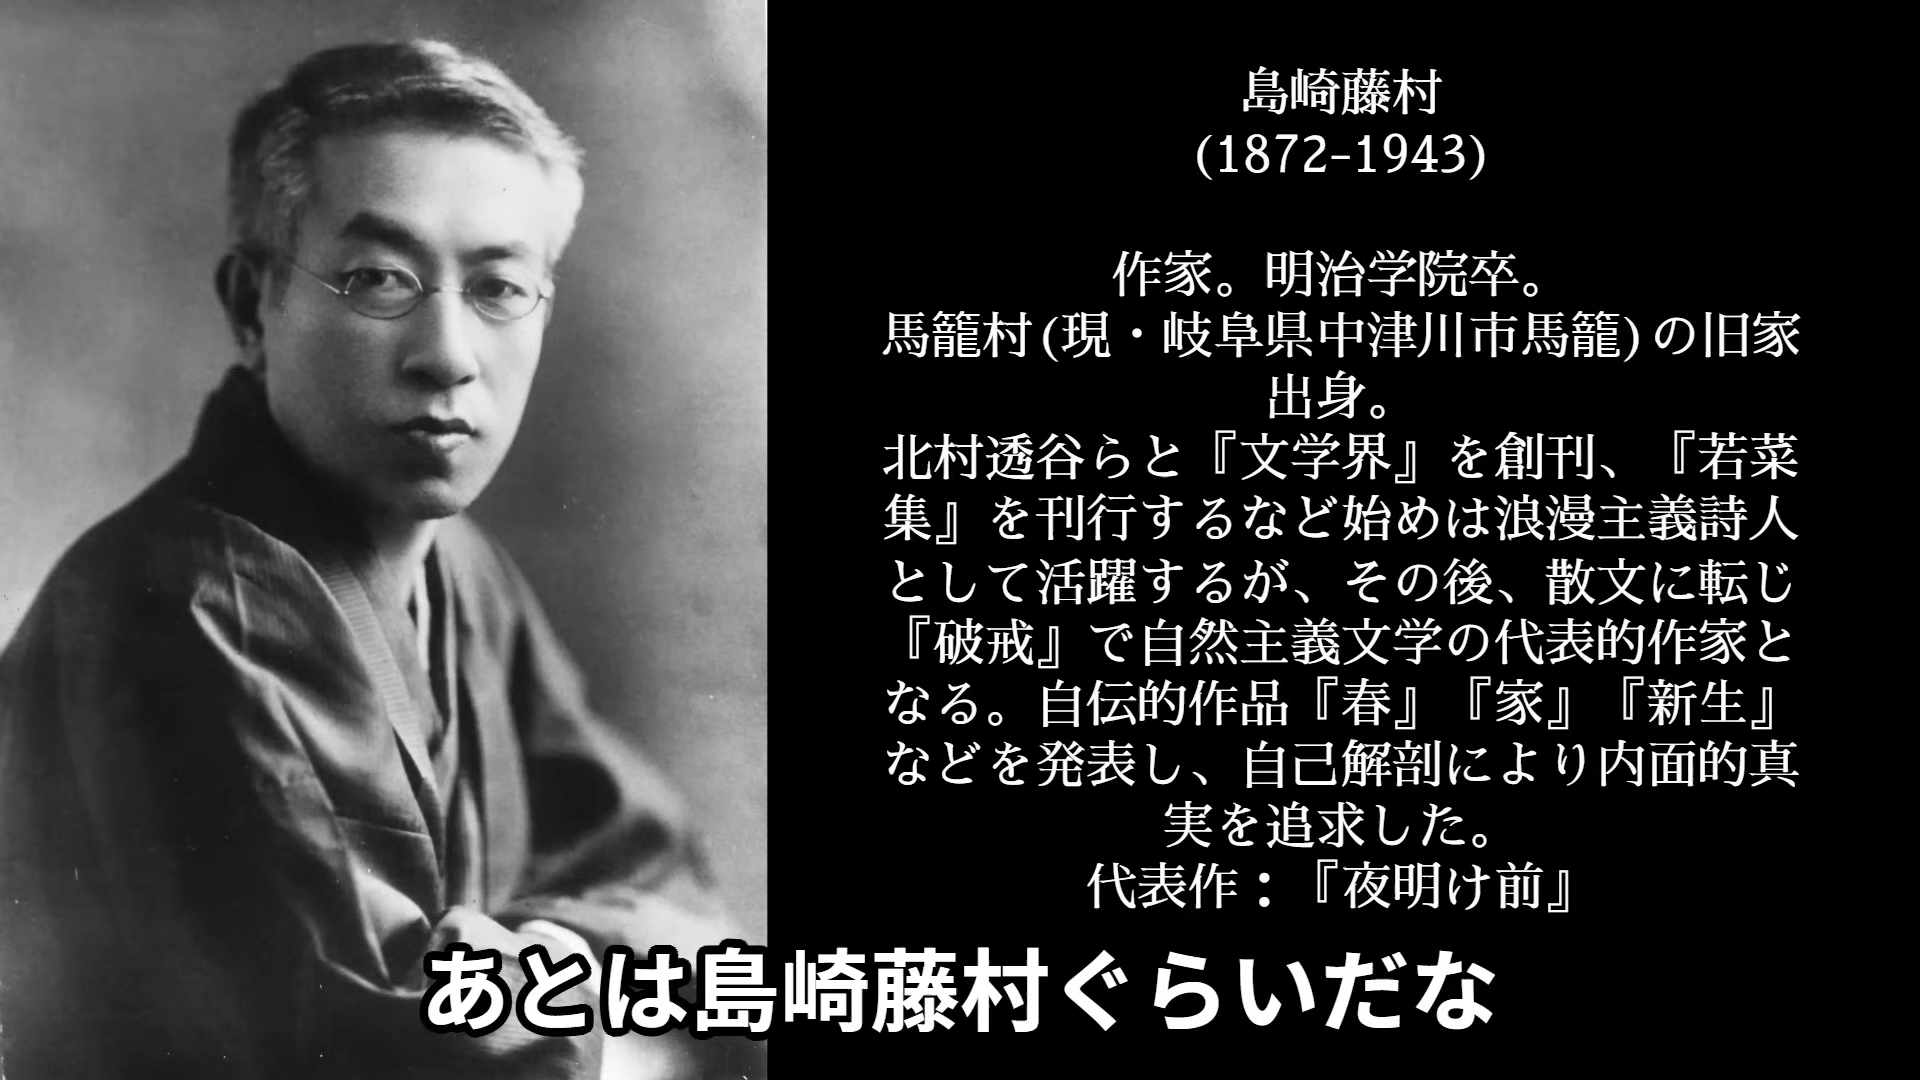 島崎藤村
(1872-1943)
作家。明治学院卒。
馬籠村(現・岐阜県中津川市馬籠)の旧家
出身。
北村透谷らと『文学界』を創刊、『若菜
集』を刊行するなど始めは浪漫主義詩人
として活躍するが、その後、散文に転じ
『破戒』で自然主義文学の代表的作家と
なる。自伝的作品『春』『家』『新生』
などを発表し、自己解剖により内面的真
実を追求した。
代表作：『夜明け前』
あとは島崎藤村ぐらいだな